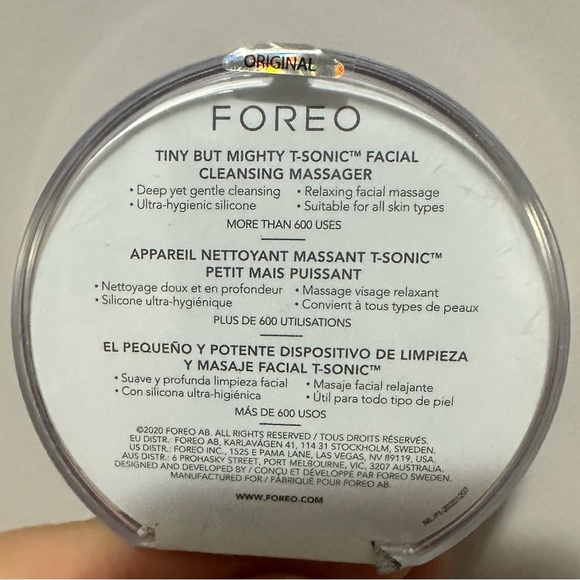 ORIGINAL
FOREO
TINY BUT MIGHTY T-SONIC™ FACIAL
CLEANSING MASSAGER
• Deep yet gentle cleansing • Relaxing facial massage
• Ultra-hygienic silicone • Suitable for all skin types
MORE THAN 600 USES
APPAREIL NETTOYANT MASSANT T-SONIC™
PETIT MAIS PUISSANT
• Nettoyage doux et en profondeur • Massage visage relaxant
• Silicone ultra-hygiénique • Convient à tous types de peaux
PLUS DE 600 UTILISATIONS
EL PEQUEÑO Y POTENTE DISPOSITIVO DE LIMPIEZA
Y MASAJE FACIAL T-SONIC™
• Suave y profunda limpieza facial • Masaje facial relajante
• Con silicona ultra-higiénica • Útil para todo tipo de piel
MÁS DE 600 USOS
©2020 FOREO AB. ALL RIGHTS RESERVED / TOUS DROITS RÉSERVÉS.
EU DISTR.: FOREO AB, KARLAVÄGEN 41, 114 31 STOCKHOLM, SWEDEN.
US DISTR.: FOREO INC., 1525 E PAMA LANE, LAS VEGAS, NV 89119, USA.
AUS DISTR.: 6 PROHASKY STREET, PORT MELBOURNE, VIC, 3207 AUSTRALIA.
DESIGNED AND DEVELOPED BY / CONÇU ET DÉVELOPPÉ PAR FOREO SWEDEN.
MANUFACTURED FOR / FABRIQUÉ POUR FOREO AB.
WWW.FOREO.COM